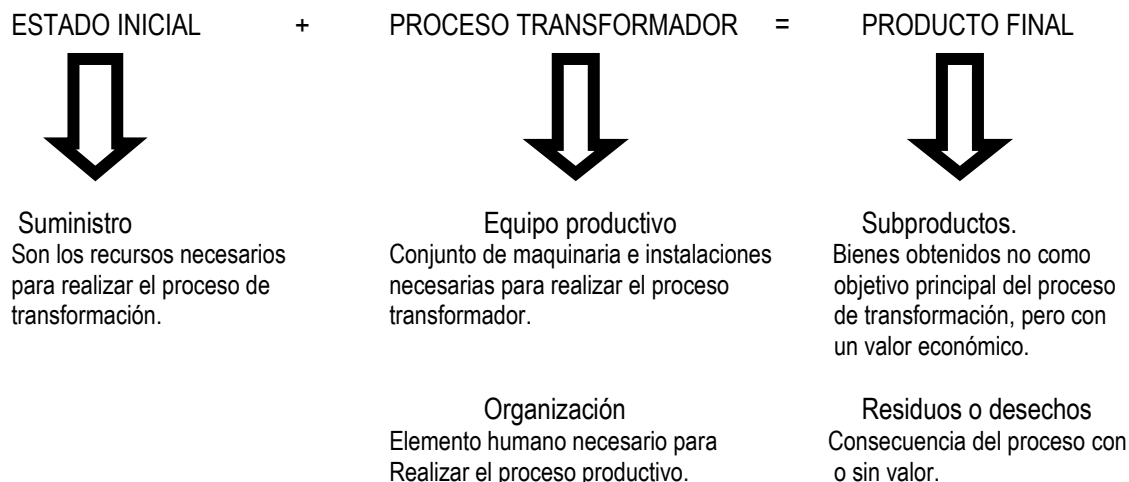 ESTADO INICIAL + PROCESO TRANSFORMADOR = PRODUCTO FINAL
Suministro
Son los recursos necesarios
para realizar el proceso de
transformación.
Equipo productivo
Conjunto de maquinaria e instalaciones
necesarias para realizar el proceso
transformador.
Organización
Elemento humano necesario para
Realizar el proceso productivo.
Subproductos.
Bienes obtenidos no como
objetivo principal del proceso
de transformación, pero con
un valor económico.
Residuos o desechos
Consecuencia del proceso con
o sin valor.